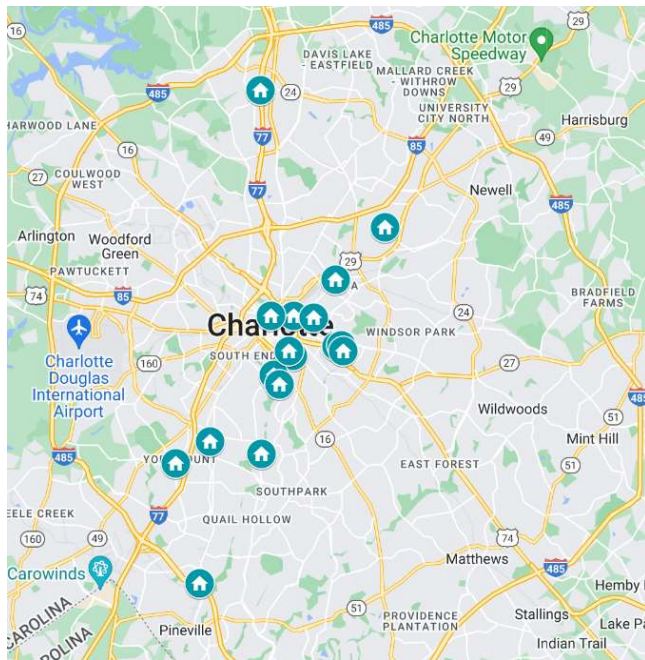 16
485
29
Charlotte Motor
Speedway
DAVIS LAKE
- EASTFIELD
MALLARD CREEK
- WITHROW
DOWNS
24
29
485
UNIVERSITY
CITY NORTH
Harrisburg
HARWOOD LANE
77
49
16
85
27
COULWOOD
WEST
77
Newell
485
Arlington
Woodford
Green
PAWTUCKETT
29
74
85
24
BRADFIELD
FARMS
Charlotte
WINDSOR PARK
Charlotte
Douglas
International
Airport
160
SOUTH END
27
485
Wildwoods
51
16
Mint Hill
485
EAST FOREST
51
SOUTHPARK
77
QUAIL HOLLOW
160
49
74
Matthews
485
Carowinds
Hemby
CAROLINA
51
PROVIDENCE
PLANTATION
Stallings
Lake
Pineville
Indian Trail